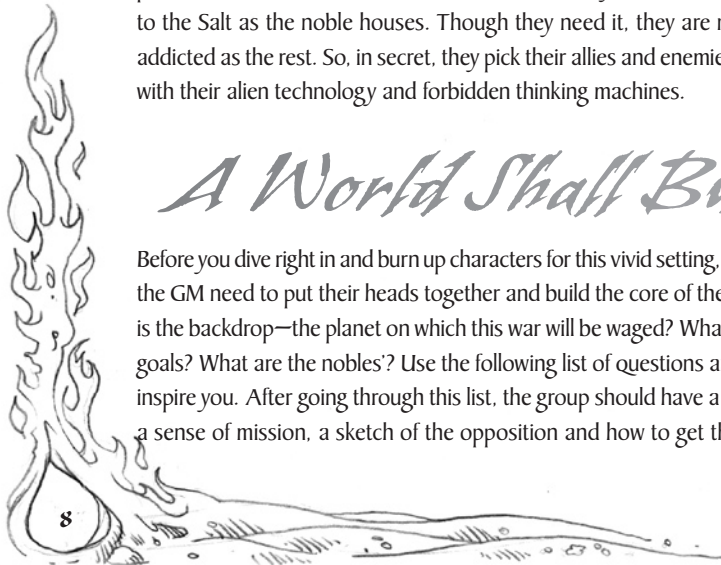 to the Salt as the noble houses. Though they need it, they are
addicted as the rest. So, in secret, they pick their allies and enemie
with their alien technology and forbidden thinking machines.
A World Shall Bu
Before you dive right in and burn up characters for this vivid setting,
the GM need to put their heads together and build the core of the
is the backdrop—the planet on which this war will be waged? Wha
goals? What are the nobles’? Use the following list of questions a
inspire you. After going through this list, the group should have a
a sense of mission, a sketch of the opposition and how to get th
8